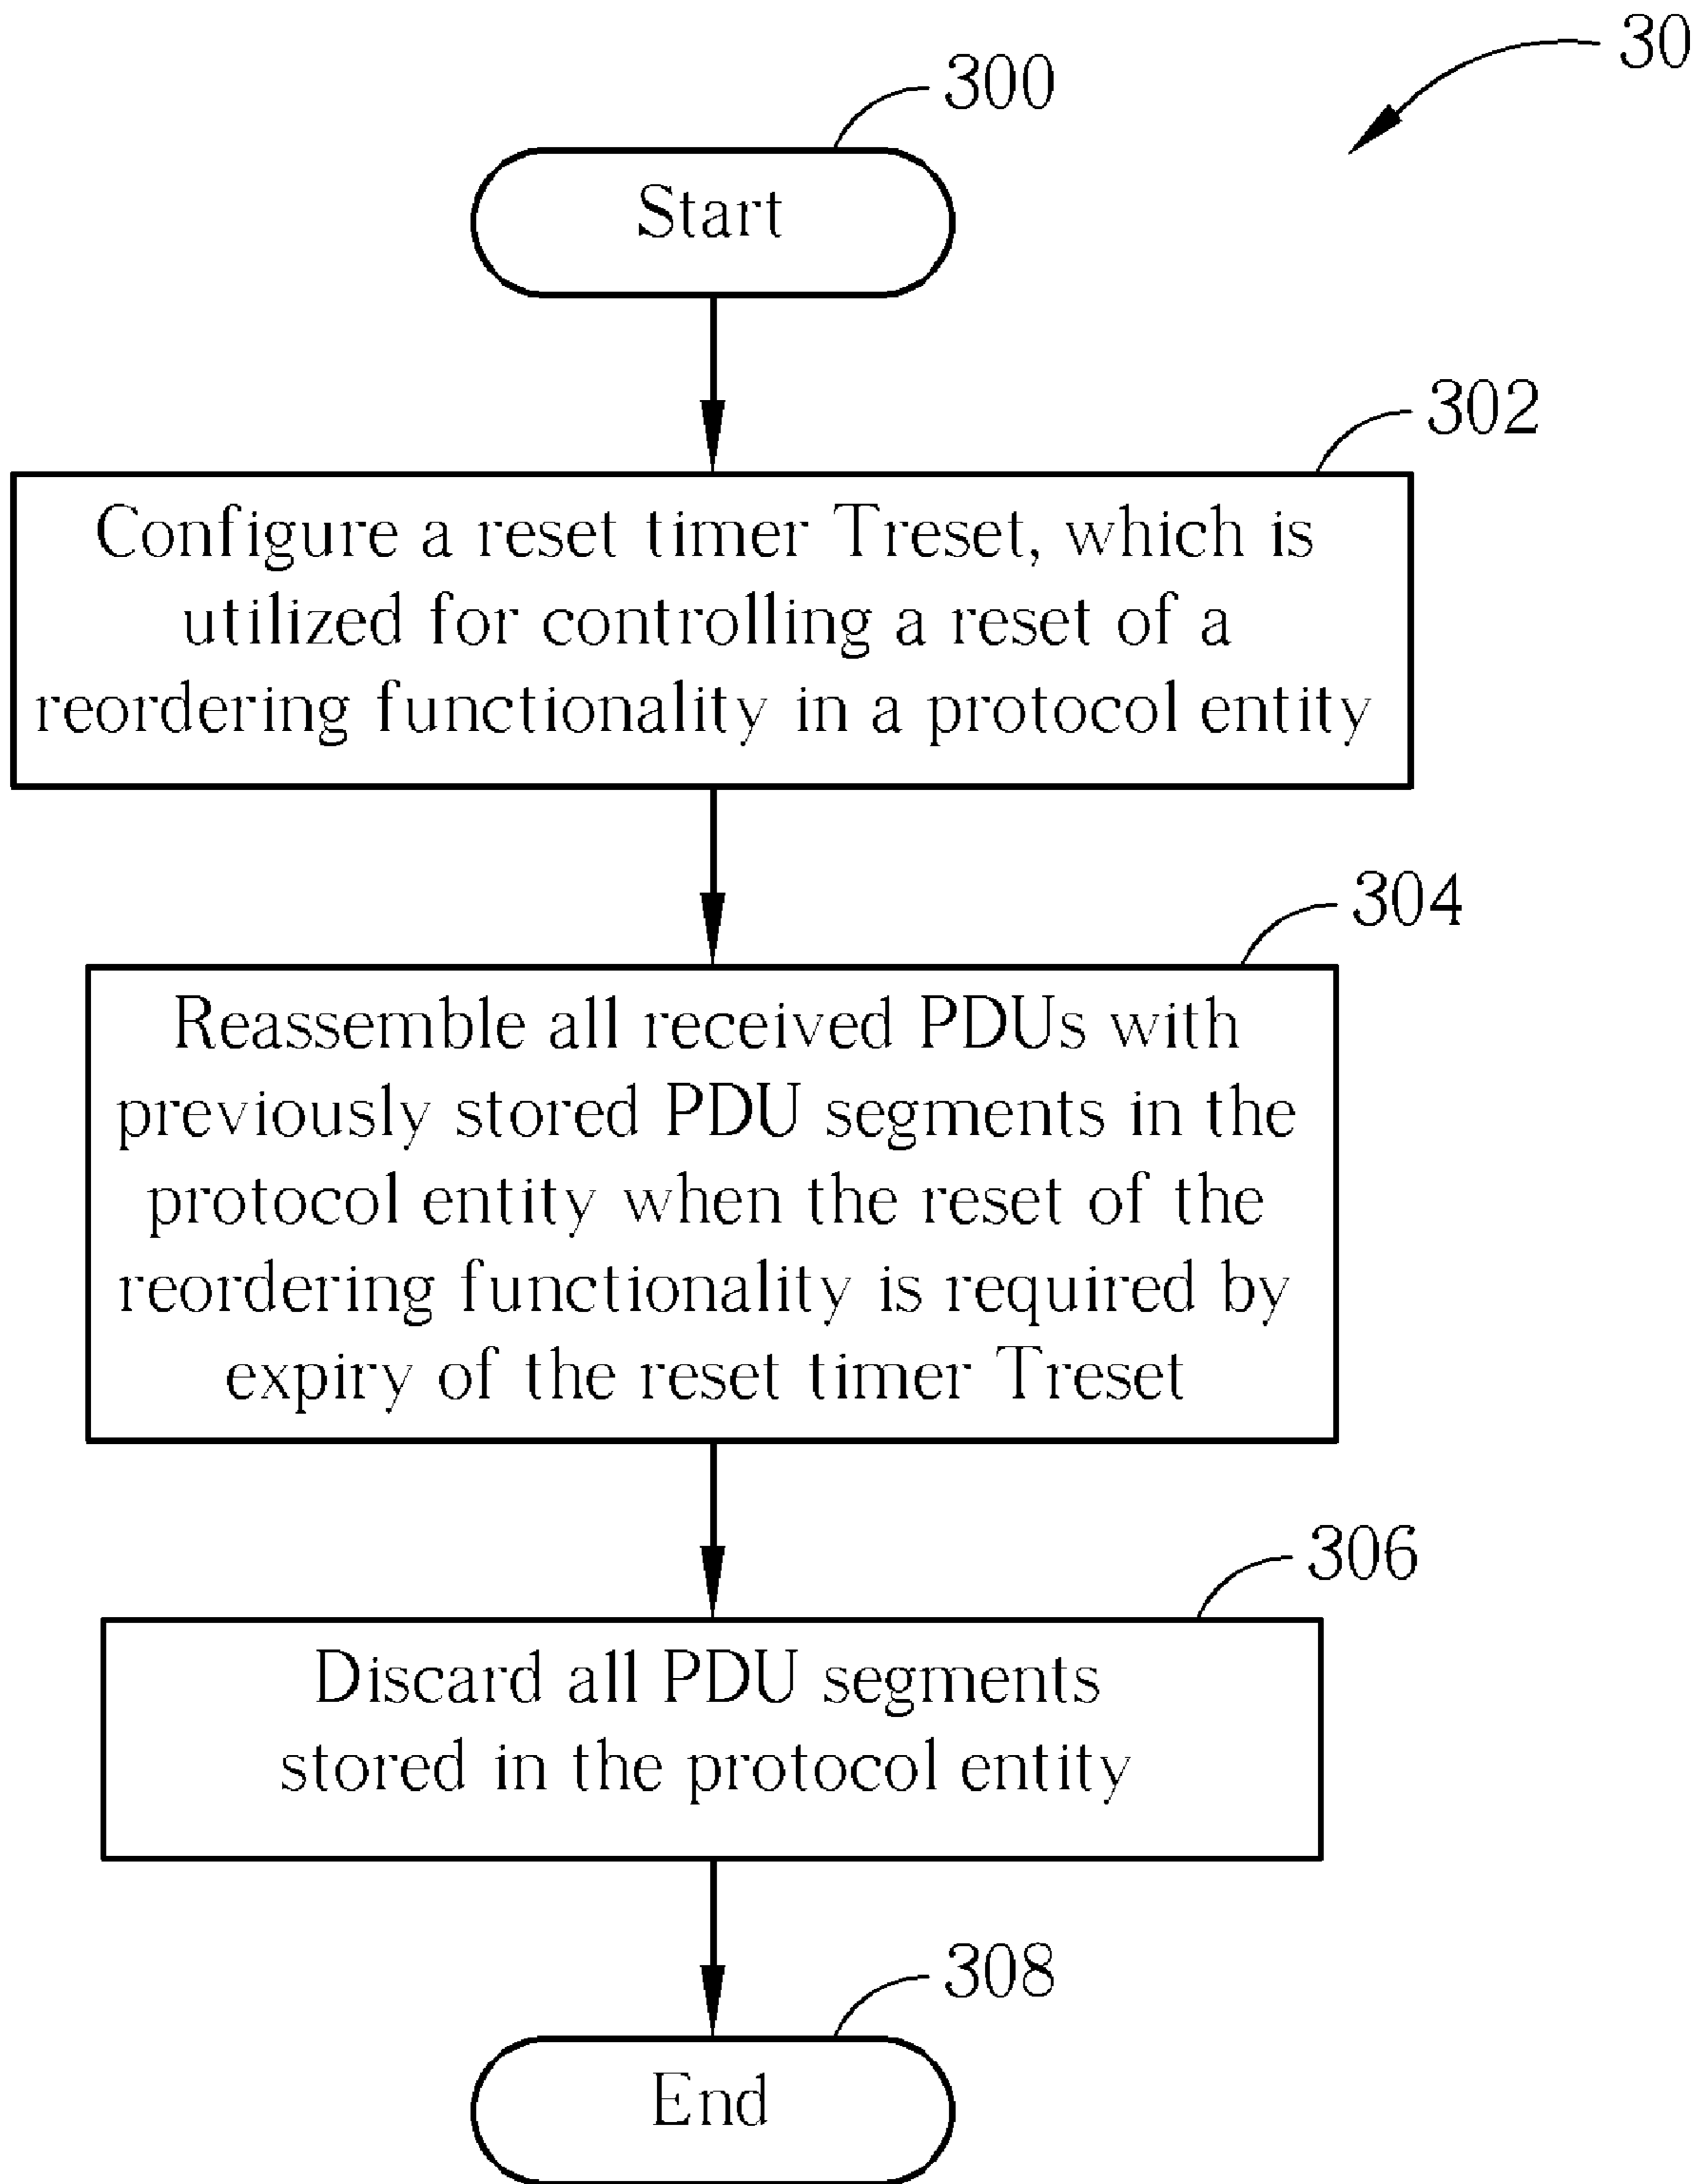 30
300
Start
302
Configure a reset timer Treset, which is
utilized for controlling a reset of a
reordering functionality in a protocol entity
304
Reassemble all received PDUs with
previously stored PDU segments in the
protocol entity when the reset of the
reordering functionality is required by
expiry of the reset timer Treset
306
Discard all PDU segments
stored in the protocol entity
308
End